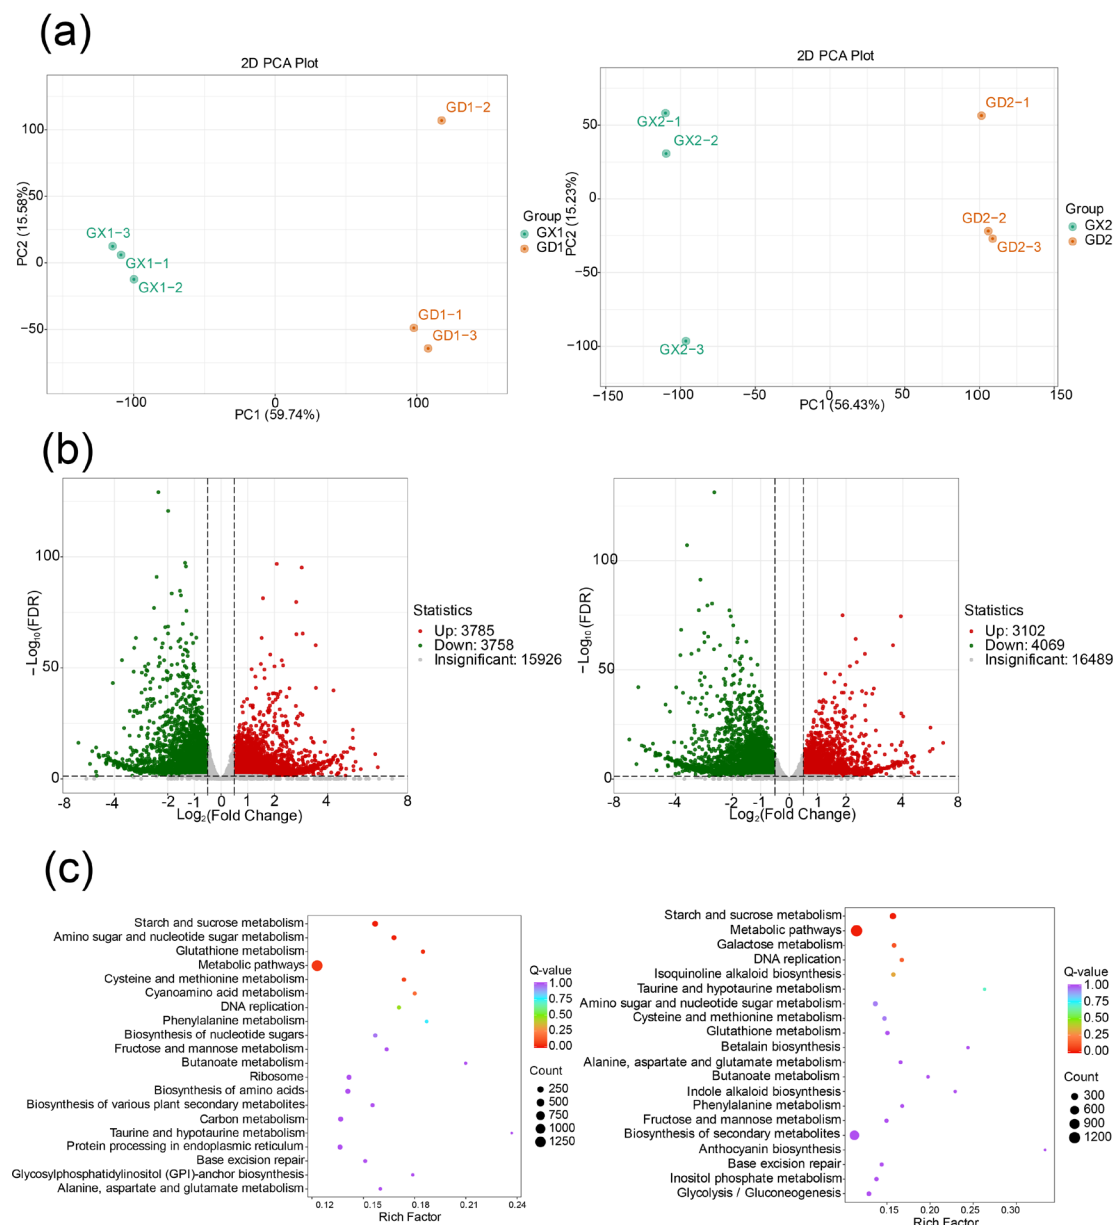 (a)
2D PCA Plot
PC2 (15.58%)
100
50
0
−50
GD1−2
GX1−3
GX1−1
GX1−2
GD1−1
GD1−3
−100
0
100
PC1 (59.74%)
Group
GX1
GD1
2D PCA Plot
PC2 (15.23%)
50
0
−50
−100
GX2−1
GX2−2
GD2−1
GD2−2
GD2−3
GX2−3
−150
−100
−50
0
50
100
150
PC1 (56.43%)
Group
GX2
GD2
(b)
−Log10(FDR)
100
50
0
-8
-4
-2
-1
0
1
2
4
8
Log2(Fold Change)
Statistics
Up: 3785
Down: 3758
Insignificant: 15926
−Log10(FDR)
100
50
0
-8
-4
-2
-1
0
1
2
4
8
Log2(Fold Change)
Statistics
Up: 3102
Down: 4069
Insignificant: 16489
(c)
Starch and sucrose metabolism
Amino sugar and nucleotide sugar metabolism
Glutathione metabolism
Metabolic pathways
Cysteine and methionine metabolism
Cyanoamino acid metabolism
DNA replication
Phenylalanine metabolism
Biosynthesis of nucleotide sugars
Fructose and mannose metabolism
Butanoate metabolism
Ribosome
Biosynthesis of amino acids
Biosynthesis of various plant secondary metabolites
Carbon metabolism
Taurine and hypotaurine metabolism
Protein processing in endoplasmic reticulum
Base excision repair
Glycosylphosphatidylinositol (GPI)-anchor biosynthesis
Alanine, aspartate and glutamate metabolism
0.12
0.15
0.18
0.21
0.24
Rich Factor
Q-value
1.00
0.75
0.50
0.25
0.00
Count
250
500
750
1000
1250
Starch and sucrose metabolism
Metabolic pathways
Galactose metabolism
DNA replication
Isoquinoline alkaloid biosynthesis
Taurine and hypotaurine metabolism
Amino sugar and nucleotide sugar metabolism
Cysteine and methionine metabolism
Glutathione metabolism
Betalain biosynthesis
Alanine, aspartate and glutamate metabolism
Butanoate metabolism
Indole alkaloid biosynthesis
Phenylalanine metabolism
Fructose and mannose metabolism
Biosynthesis of secondary metabolites
Anthocyanin biosynthesis
Base excision repair
Inositol phosphate metabolism
Glycolysis / Gluconeogenesis
0.15
0.20
0.25
0.30
Rich Factor
Q-value
1.00
0.75
0.50
0.25
0.00
Count
300
600
900
1200